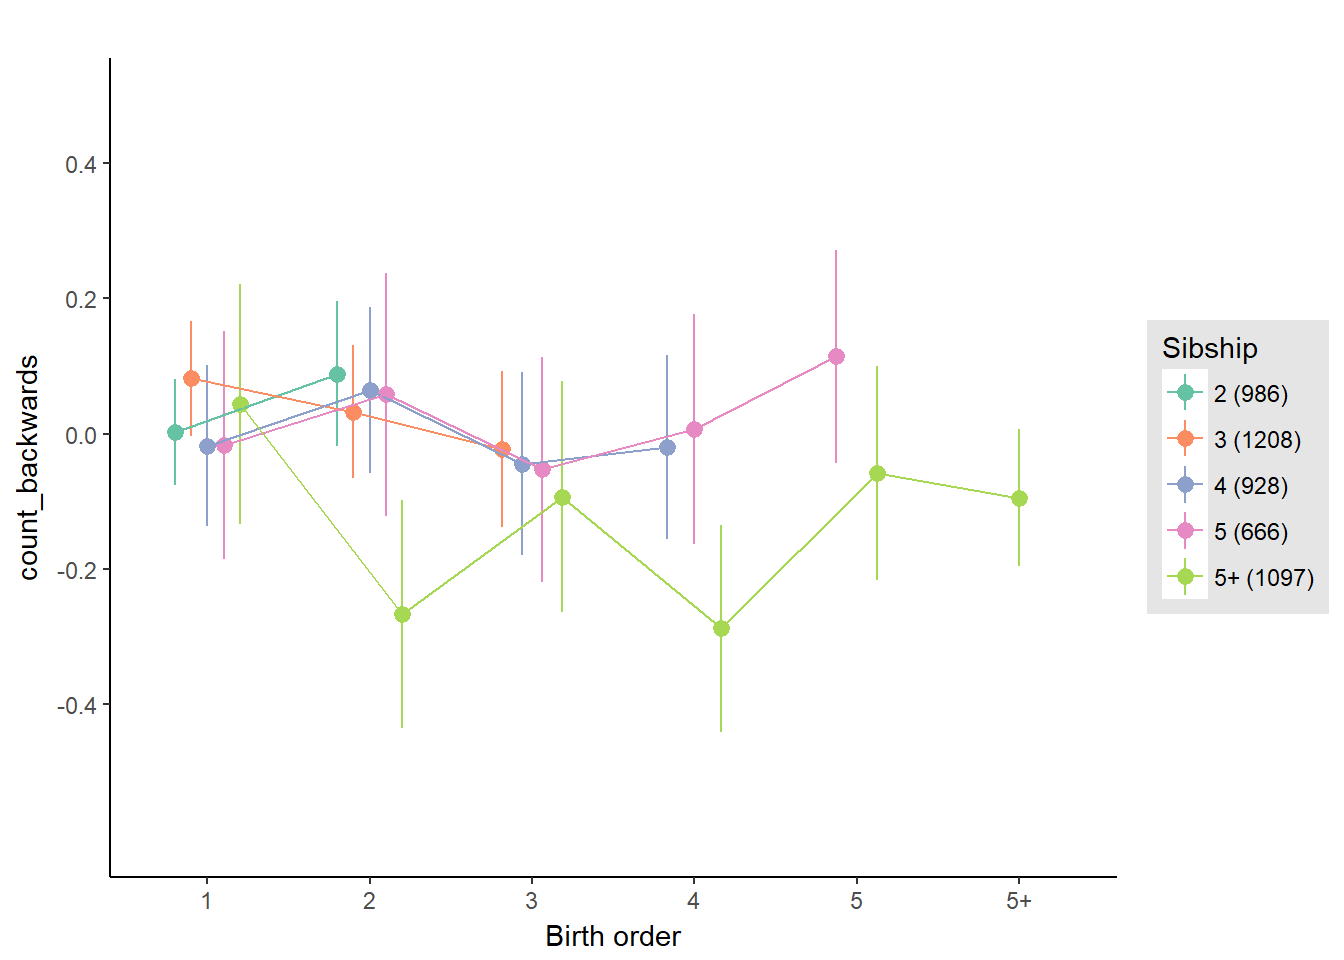 0.4
0.2
0.0
-0.2
-0.4
count_backwards
1 2 3 4 5 5+
Birth order
Sibship
2 (986)
3 (1208)
4 (928)
5 (666)
5+ (1097)